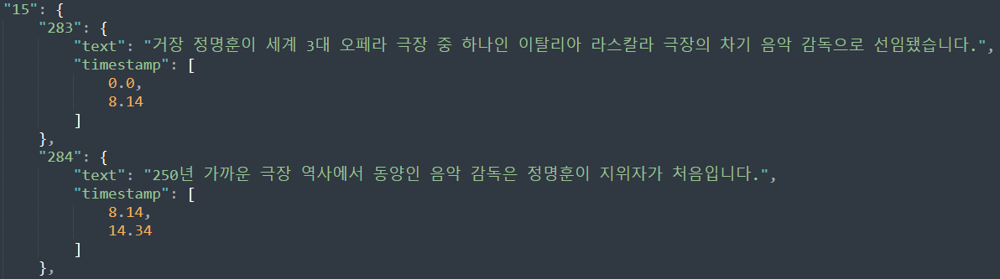 "15": {
"283": {
"text": "거장 정명훈이 세계 3대 오페라 극장 중 하나인 이탈리아 라스칼라 극장의 차기 음악 감독으로 선임됐습니다.",
"timestamp": [
0.0,
8.14
]
},
"284": {
"text": "250년 가까운 극장 역사에서 동양인 음악 감독은 정명훈이 지위자가 처음입니다.",
"timestamp": [
8.14,
14.34
]
},